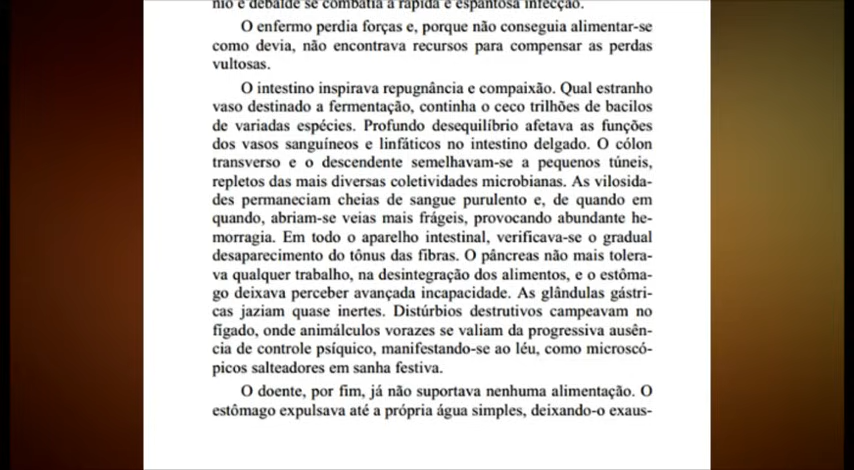 nio e debalde se combatia a rápida e espantosa infecção.
O enfermo perdia forças e, porque não conseguia alimentar-se
como devia, não encontrava recursos para compensar as perdas
vultosas.
O intestino inspirava repugnância e compaixão. Qual estranho
vaso destinado a fermentação, continha o ceco trilhões de bacilos
de variadas espécies. Profundo desequilíbrio afetava as funções
dos vasos sanguíneos e linfáticos no intestino delgado. O cólon
transverso e o descendente semelhavam-se a pequenos túneis,
repletos das mais diversas coletividades microbianas. As vilosida-
des permaneciam cheias de sangue purulento e, de quando em
quando, abriam-se veias mais frágeis, provocando abundante he-
morragia. Em todo o aparelho intestinal, verificava-se o gradual
desaparecimento do tônus das fibras. O pâncreas não mais tolera-
va qualquer trabalho, na desintegração dos alimentos, e o estôma-
go deixava perceber avançada incapacidade. As glândulas gástri-
cas jaziam quase inertes. Distúrbios destrutivos campeavam no
fígado, onde animálculos vorazes se valiam da progressiva ausên-
cia de controle psíquico, manifestando-se ao léu, como microscó-
picos salteadores em sanha festiva.
O doente, por fim, já não suportava nenhuma alimentação. O
estômago expulsava até a própria água simples, deixando-o exaus-